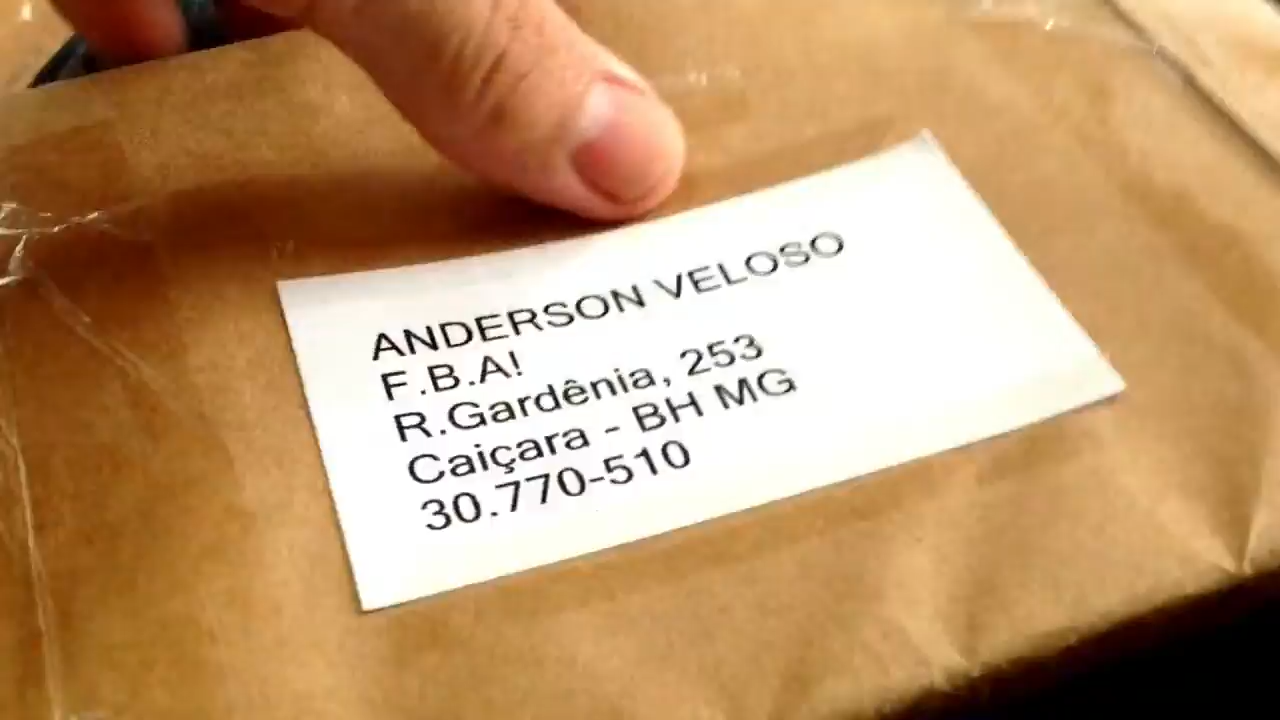 ANDERSON VELOSO
F.B.A!
R.Gardênia, 253
Caiçara - BH MG
30.770-510